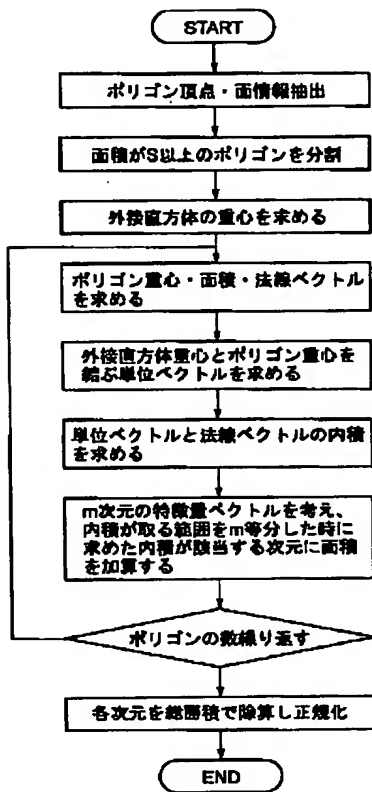 START
ポリゴン頂点・面情報抽出
面積がS以上のポリゴンを分割
外接直方体の重心を求める
ポリゴン重心・面積・法線ベクトル
を求める
外接直方体重心とポリゴン重心を
結ぶ単位ベクトルを求める
単位ベクトルと法線ベクトルの内積
を求める
m次元の特徴量ベクトルを考え、
内積が取る範囲をm等分した時に
求めた内積が該当する次元に面積
を加算する
ポリゴンの数繰り返す
各次元を総面積で除算し正規化
END